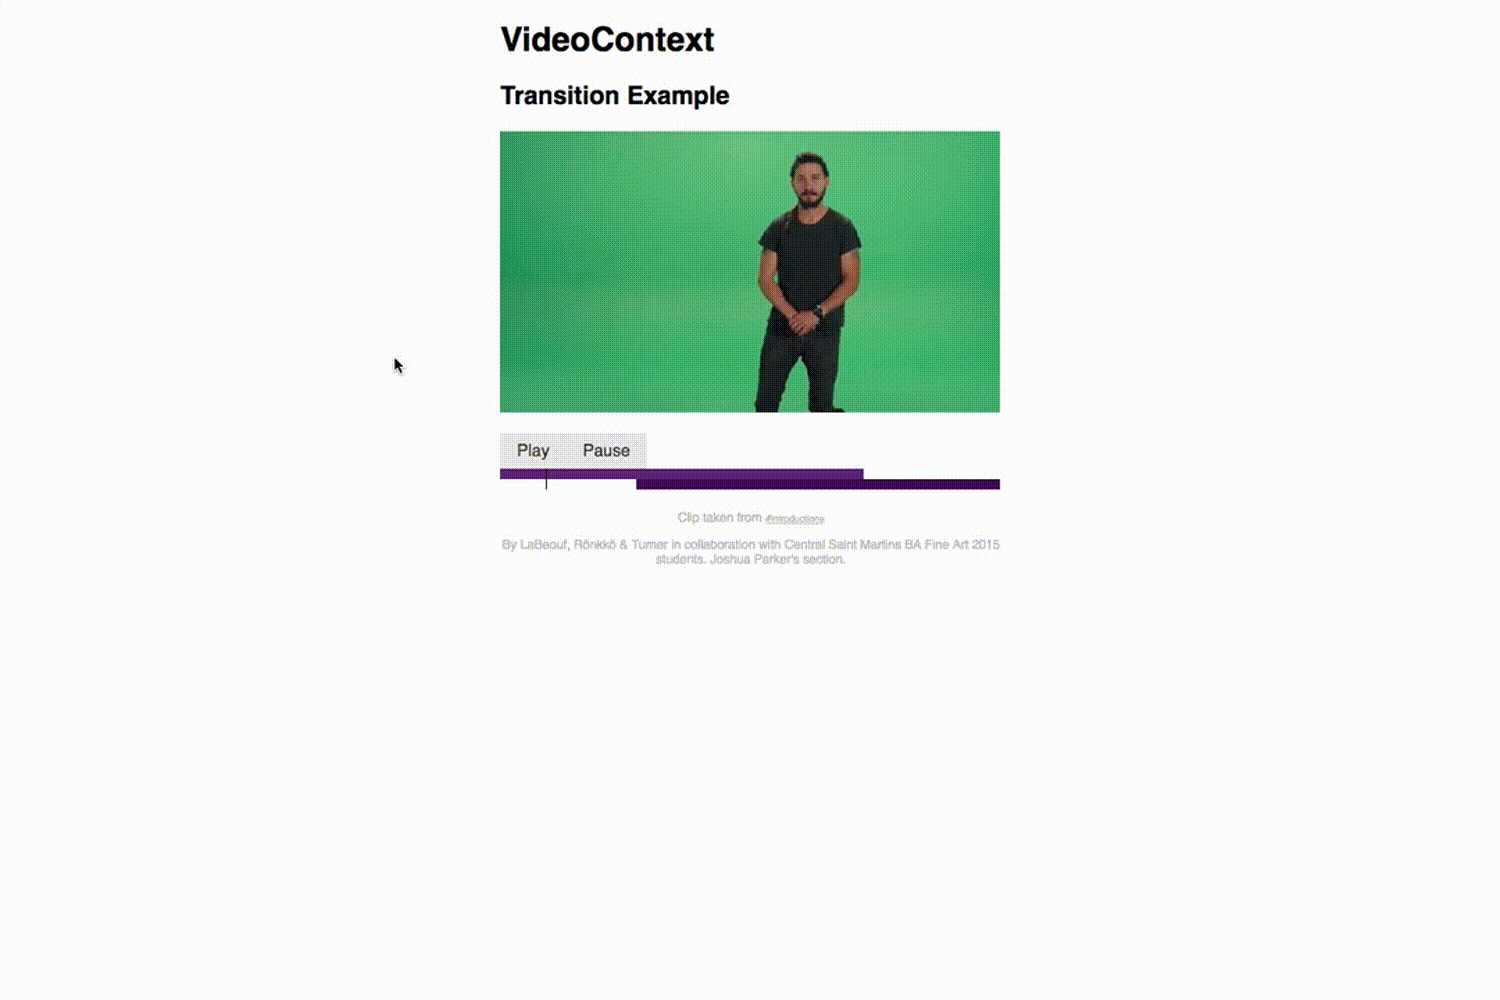 VideoContext
Transition Example
Play Pause
Clip taken from #introductions
By LaBeouf, Rönkkö & Turner in collaboration with Central Saint Martins BA Fine Art 2015
students. Joshua Parker's section.